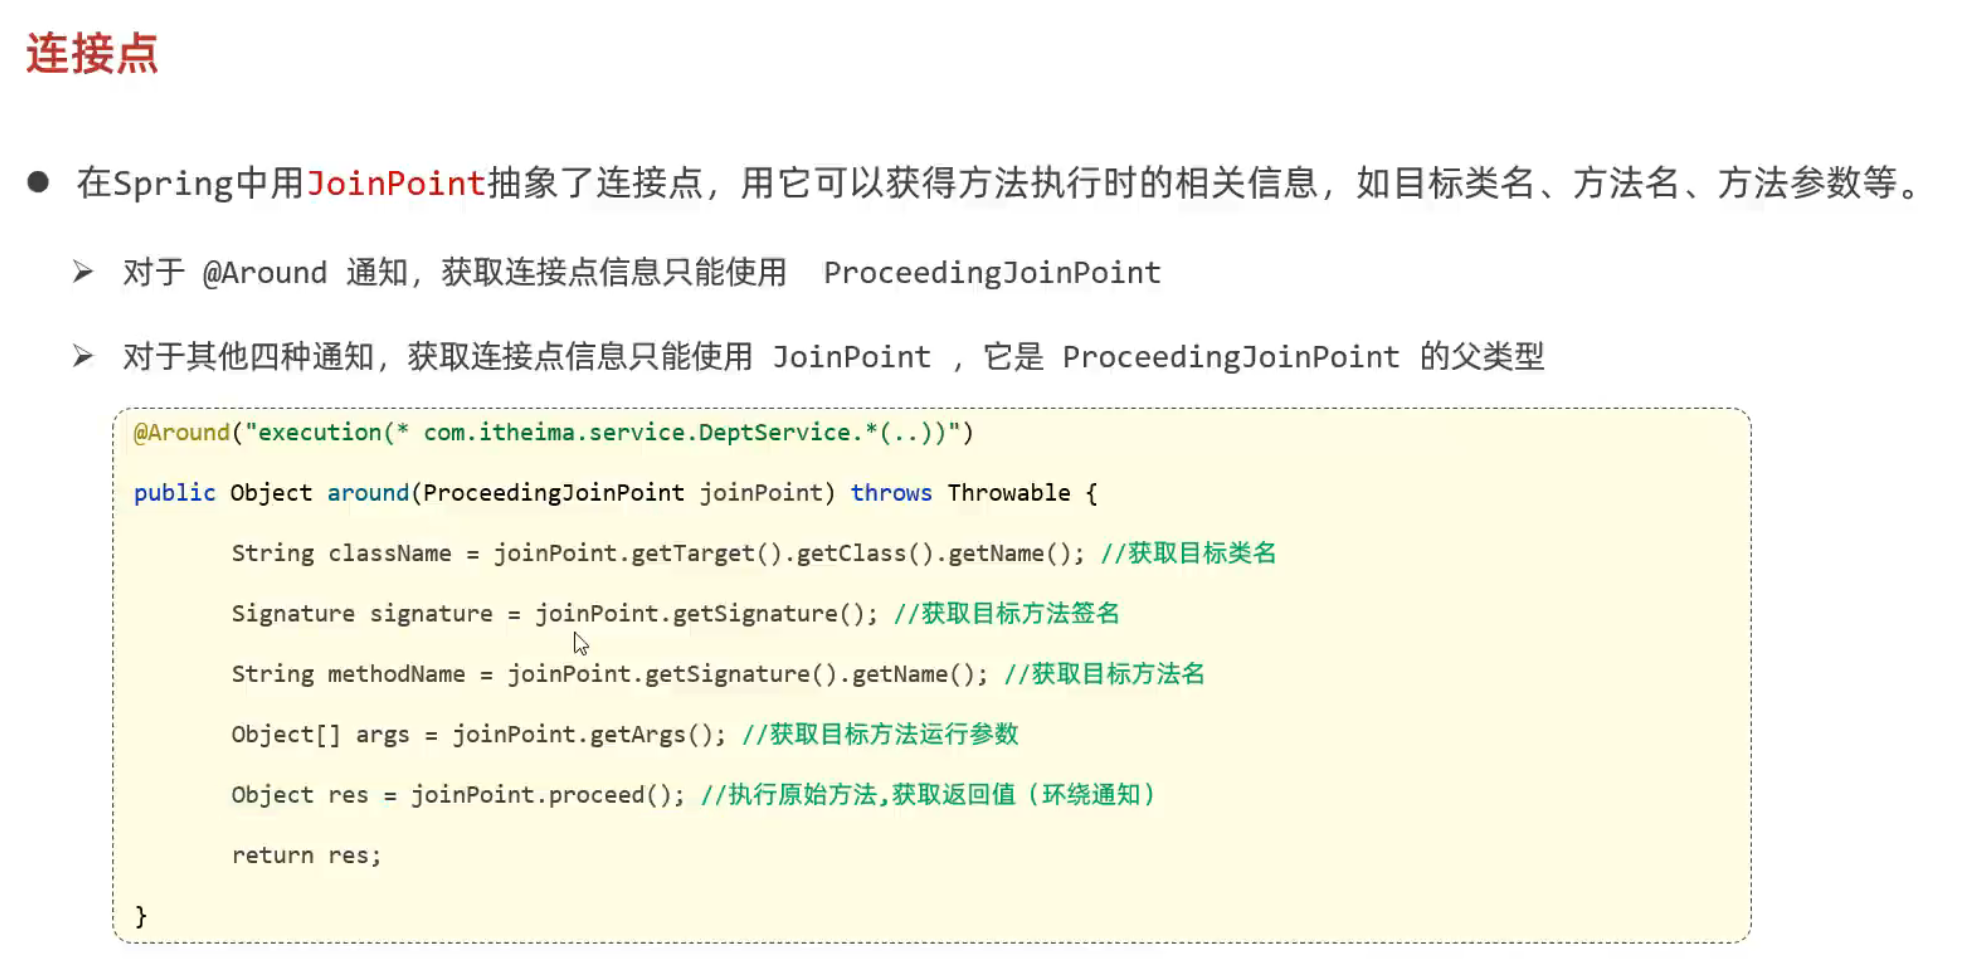 连接点
在Spring中用JoinPoint抽象了连接点，用它可以获得方法执行时的相关信息，如目标类名、方法名、方法参数等。
对于 @Around 通知，获取连接点信息只能使用 ProceedingJoinPoint
对于其他四种通知，获取连接点信息只能使用 JoinPoint ，它是 ProceedingJoinPoint 的父类型
@Around("execution(* com.itheima.service.DeptService.*(..))")
public Object around(ProceedingJoinPoint joinPoint) throws Throwable {
String className = joinPoint.getTarget().getClass().getName(); //获取目标类名
Signature signature = joinPoint.getSignature(); //获取目标方法签名
String methodName = joinPoint.getSignature().getName(); //获取目标方法名
Object[] args = joinPoint.getArgs(); //获取目标方法运行参数
Object res = joinPoint.proceed(); //执行原始方法,获取返回值（环绕通知）
return res;
}